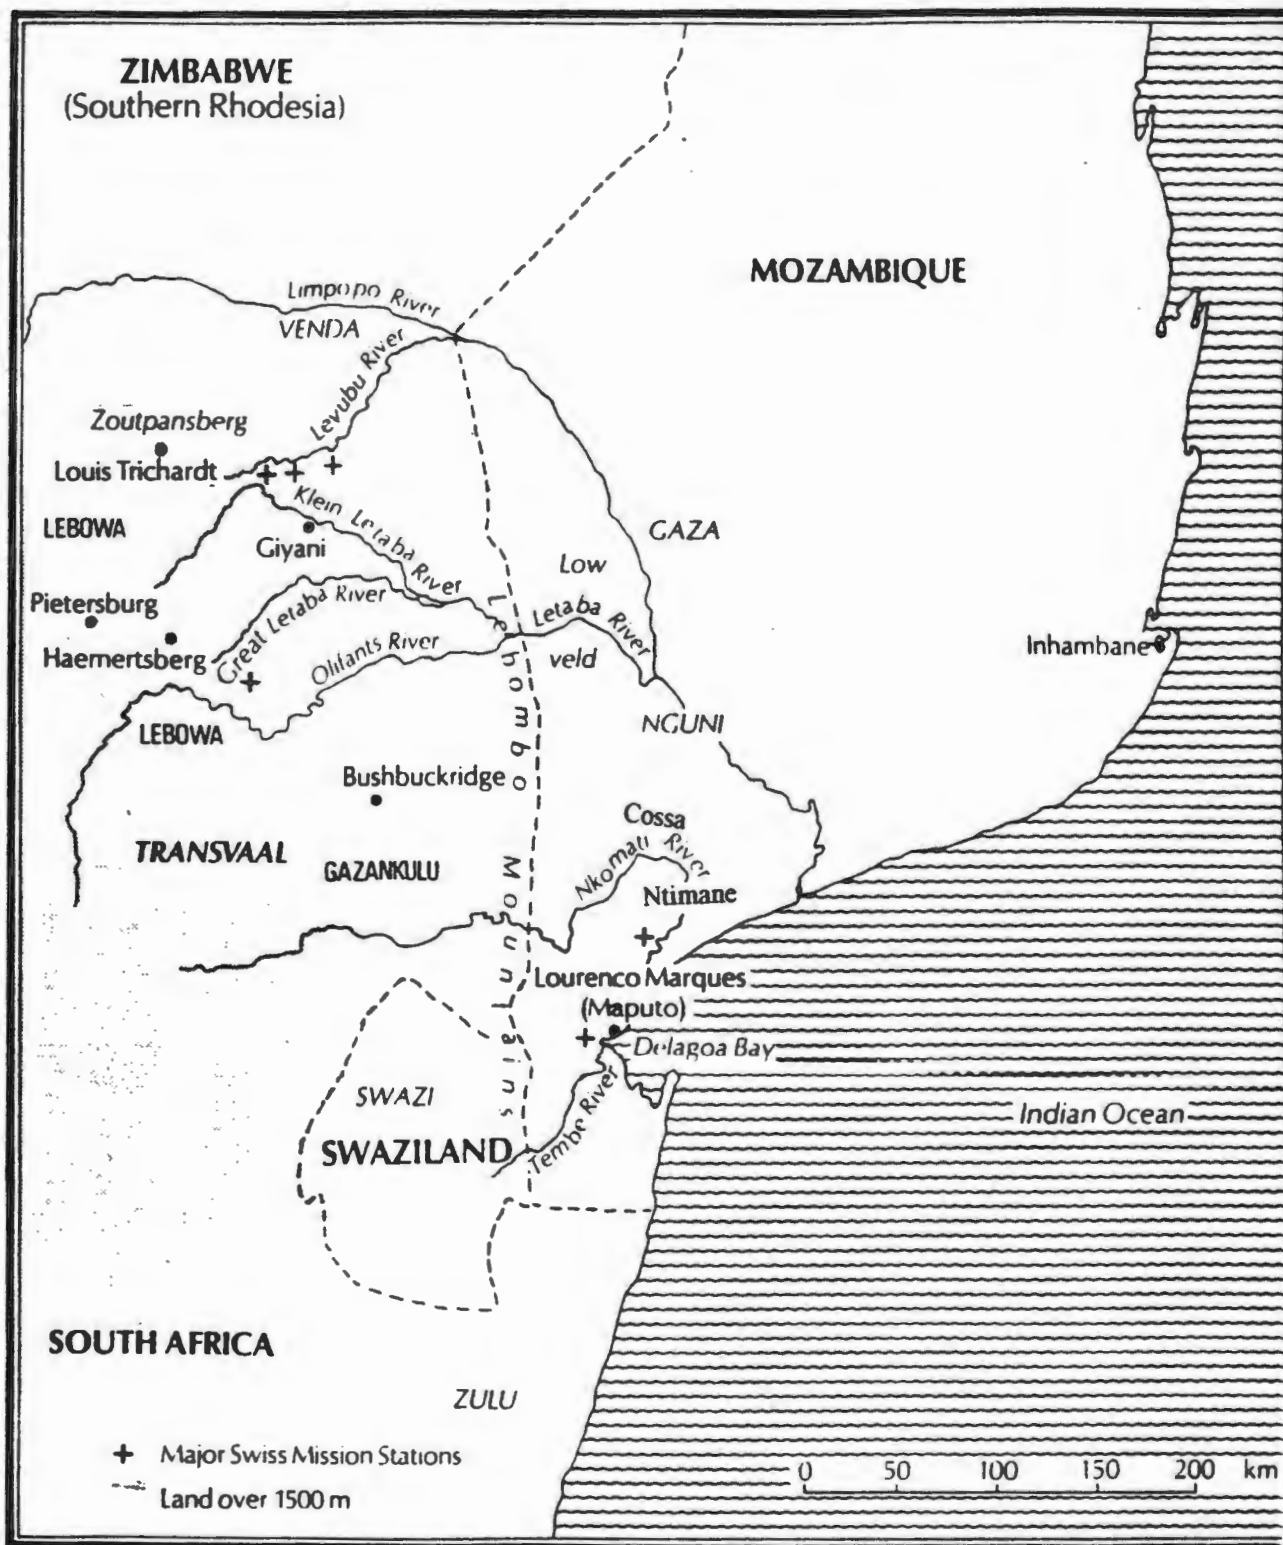 ZIMBABWE
(Southern Rhodesia)
MOZAMBIQUE
Limpopo River
VENDA
Levubu River
Zoutpansberg
Louis Trichardt
Klein Letaba River
LEBOWA
Giyani
GAZA
Low
Pietersburg
Great Letaba River
Letaba River
Haemertsberg
Olifants River
veld
Inhambane
Lebombo Mountains
LEBOWA
NGUNI
Bushbuckridge
Cossa
TRANSVAAL
GAZANKULU
Nkomati River
Ntimane
Lourenco Marques
(Maputo)
Delagoa Bay
SWAZI
Tembe River
Indian Ocean
SWAZILAND
SOUTH AFRICA
ZULU
Major Swiss Mission Stations
Land over 1500 m
0 50 100 150 200 km